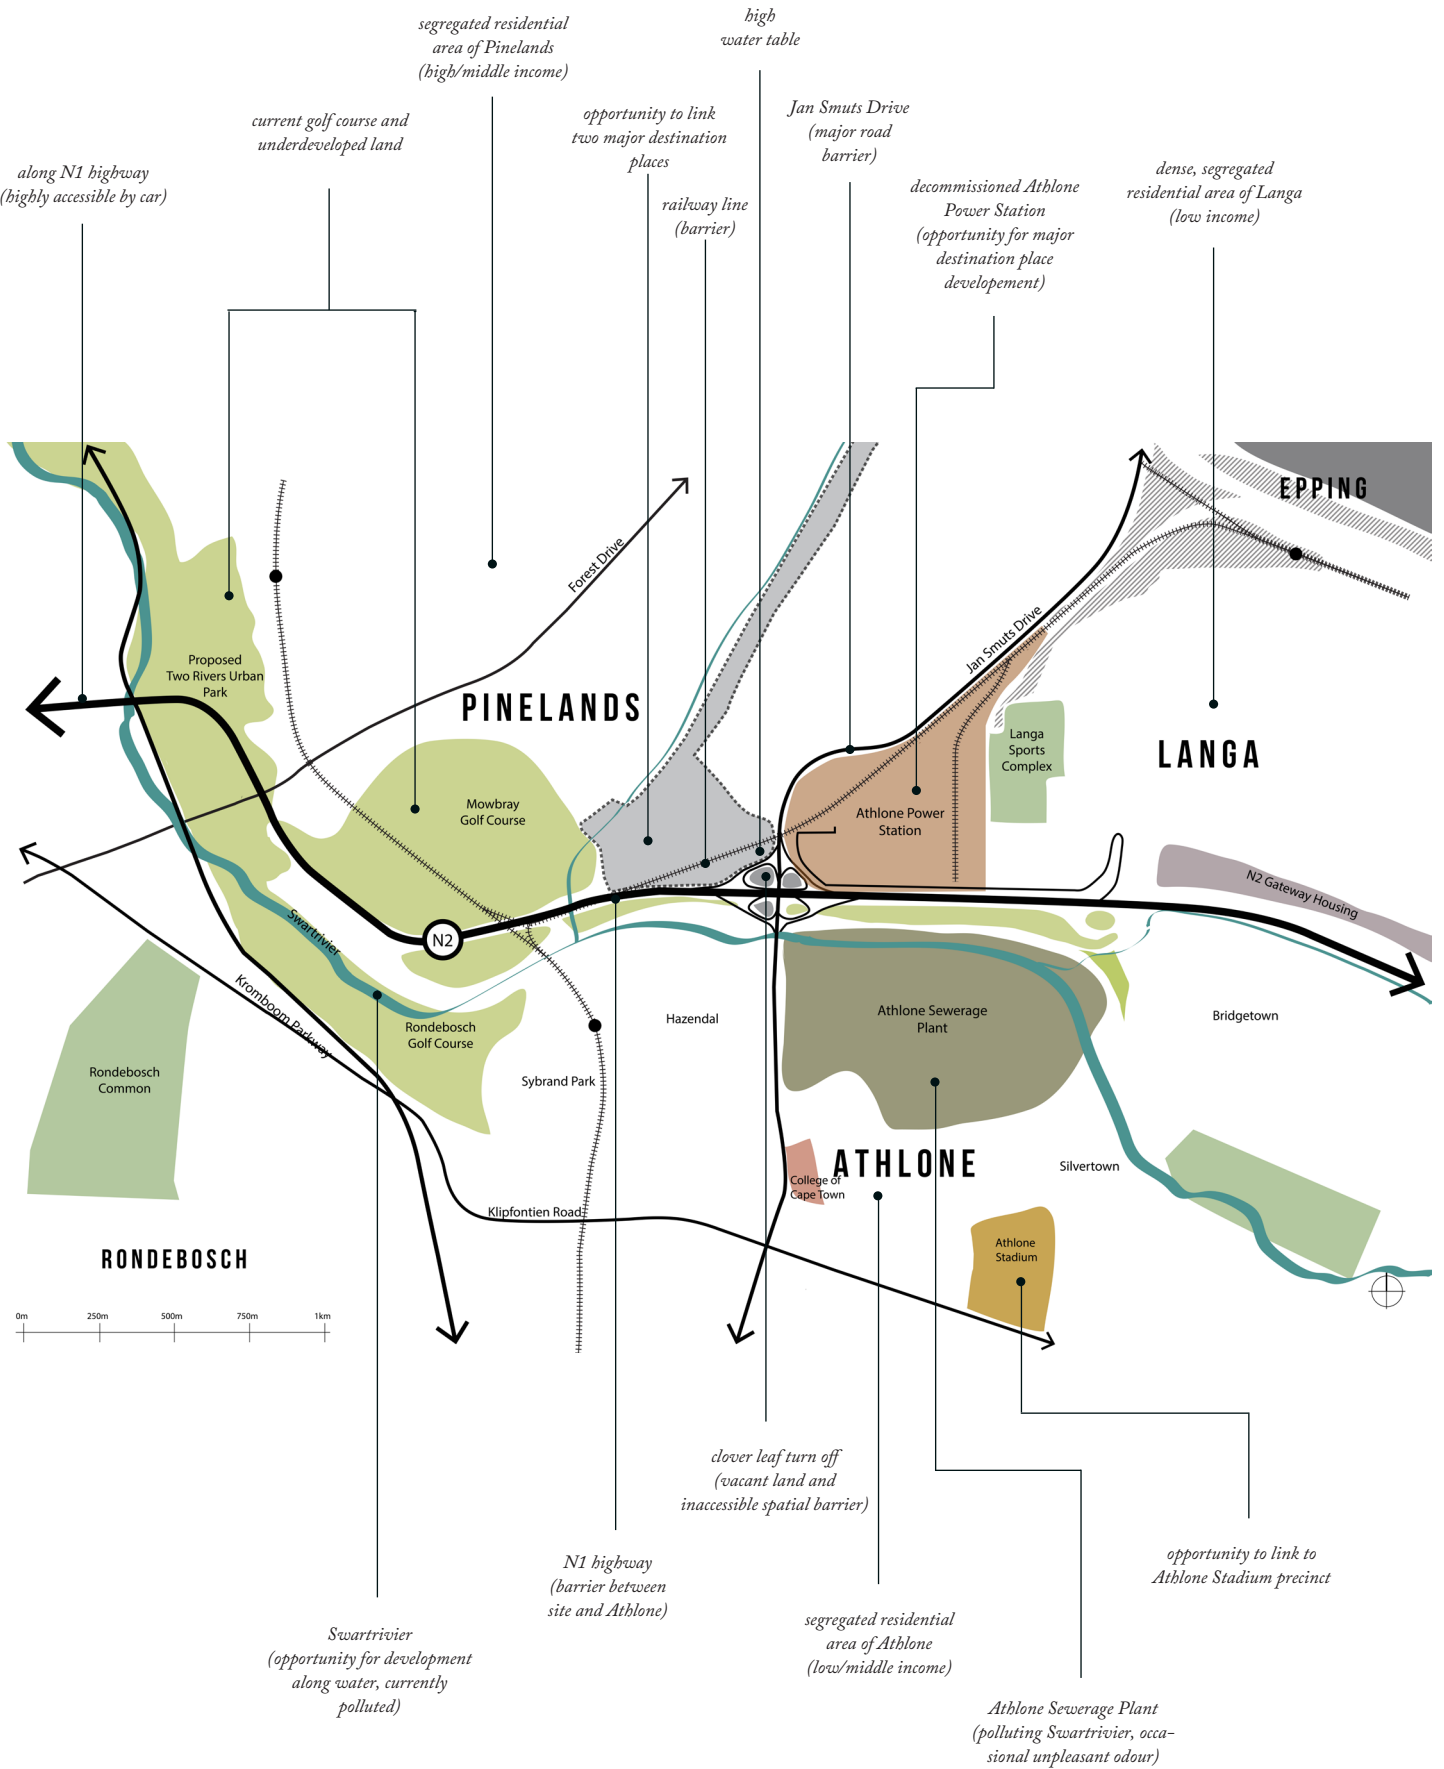 high
water table
segregated residential
area of Pinelands
(high/middle income)
opportunity to link
two major destination
places
Jan Smuts Drive
(major road
barrier)
current golf course and
underdeveloped land
along N1 highway
(highly accessible by car)
railway line
(barrier)
decommissioned Athlone
Power Station
(opportunity for major
destination place
developement)
dense, segregated
residential area of Langa
(low income)
EPPING
Forest Drive
Jan Smuts Drive
Proposed
Two Rivers Urban
Park
PINELANDS
Langa
Sports
Complex
LANGA
Mowbray
Golf Course
Athlone Power
Station
N2 Gateway Housing
N2
Swartrivier
Kromboom Parkway
Rondebosch
Golf Course
Hazendal
Athlone Sewerage
Plant
Bridgetown
Rondebosch
Common
Sybrand Park
ATHLONE
College of
Cape Town
Silvertown
Klipfontien Road
Athlone
Stadium
RONDEBOSCH
0m 250m 500m 750m 1km
clover leaf turn off
(vacant land and
inaccessible spatial barrier)
N1 highway
(barrier between
site and Athlone)
opportunity to link to
Athlone Stadium precinct
Swartrivier
(opportunity for development
along water, currently
polluted)
segregated residential
area of Athlone
(low/middle income)
Athlone Sewerage Plant
(polluting Swartrivier, occa-
sional unpleasant odour)